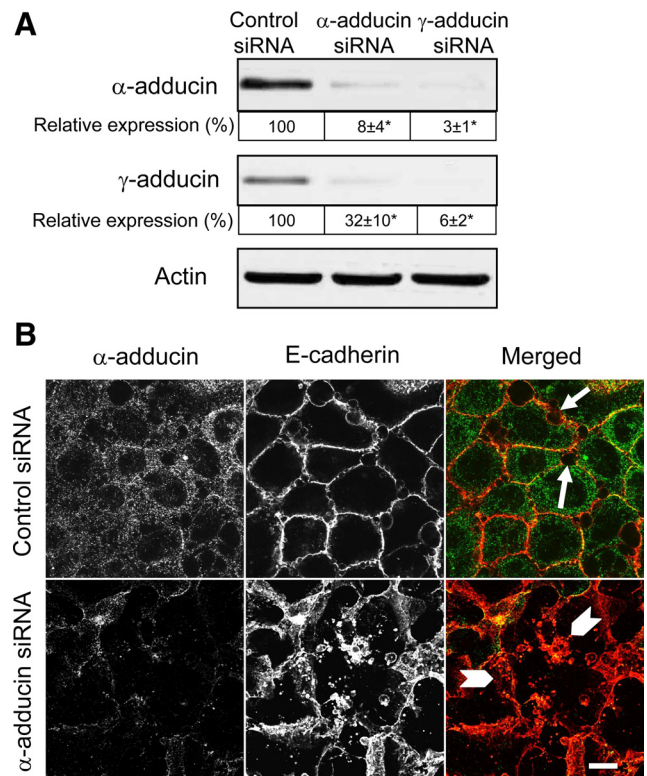 A
Control siRNA
α-adducin siRNA
γ-adducin siRNA
α-adducin
Relative expression (%) 100 8±4* 3±1*
γ-adducin
Relative expression (%) 100 32±10* 6±2*
Actin
B
α-adducin E-cadherin Merged
Control siRNA
α-adducin siRNA